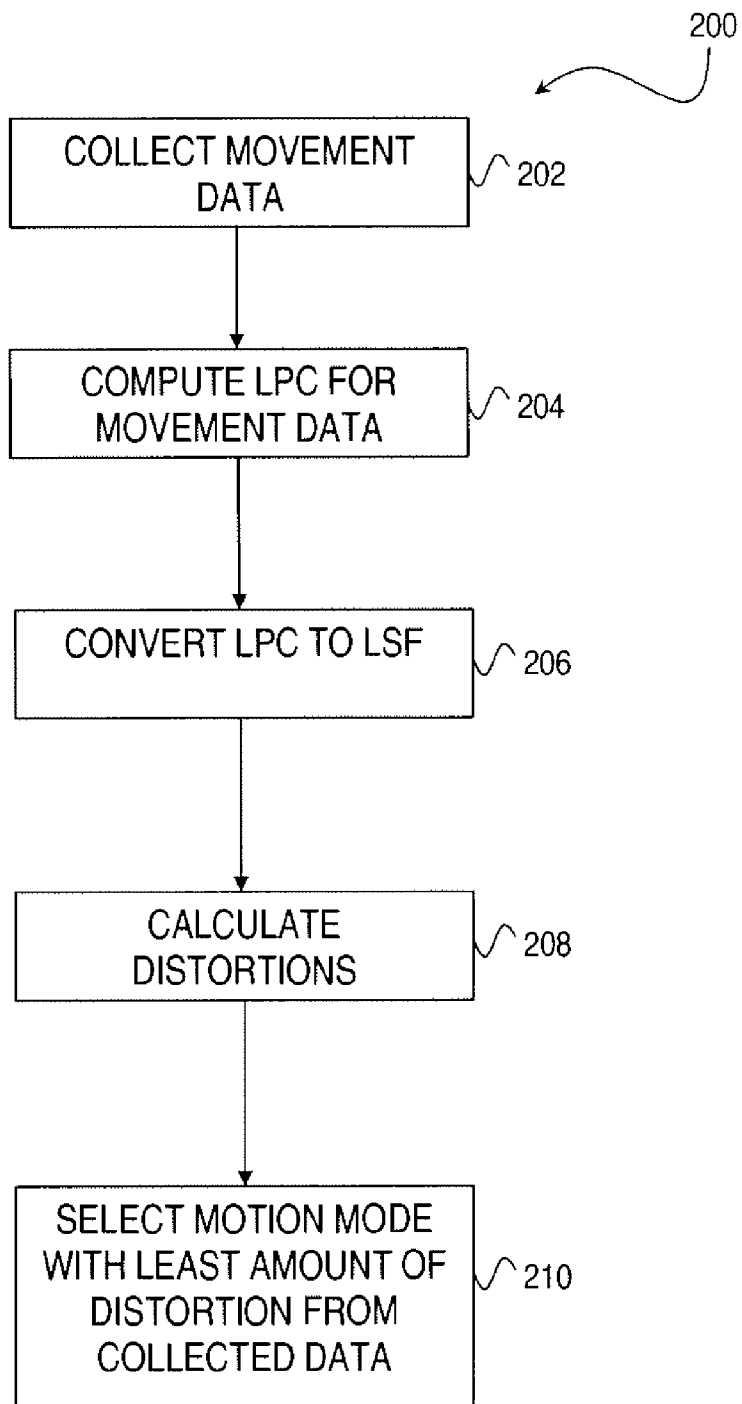 200
COLLECT MOVEMENT
DATA
202
COMPUTE LPC FOR
MOVEMENT DATA
204
CONVERT LPC TO LSF
206
CALCULATE
DISTORTIONS
208
SELECT MOTION MODE
WITH LEAST AMOUNT OF
DISTORTION FROM
COLLECTED DATA
210